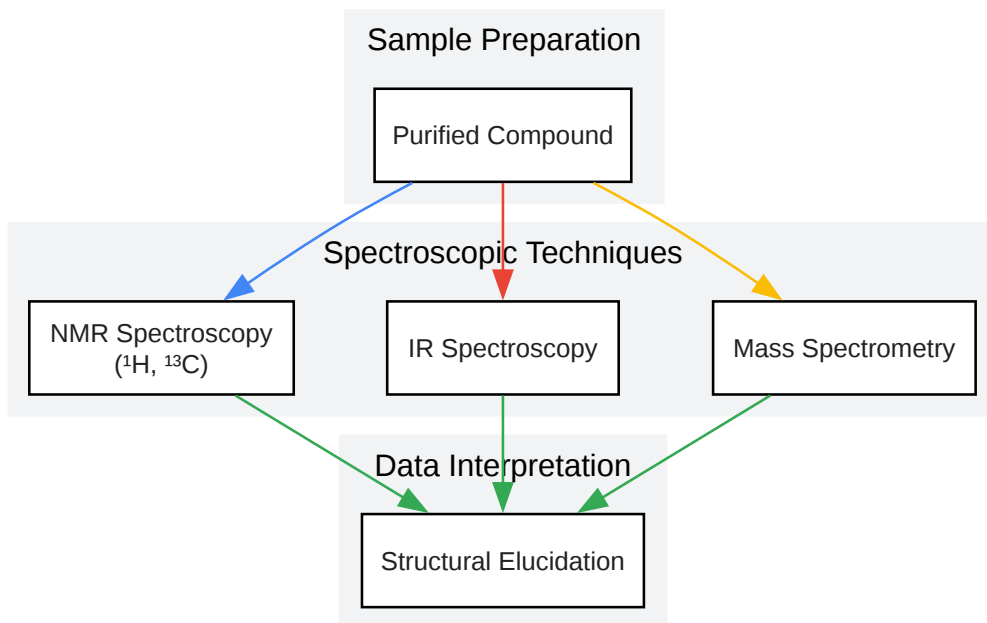 Sample Preparation
Purified Compound
Spectroscopic Techniques
NMR Spectroscopy
(¹H, ¹³C)
IR Spectroscopy
Mass Spectrometry
Data Interpretation
Structural Elucidation